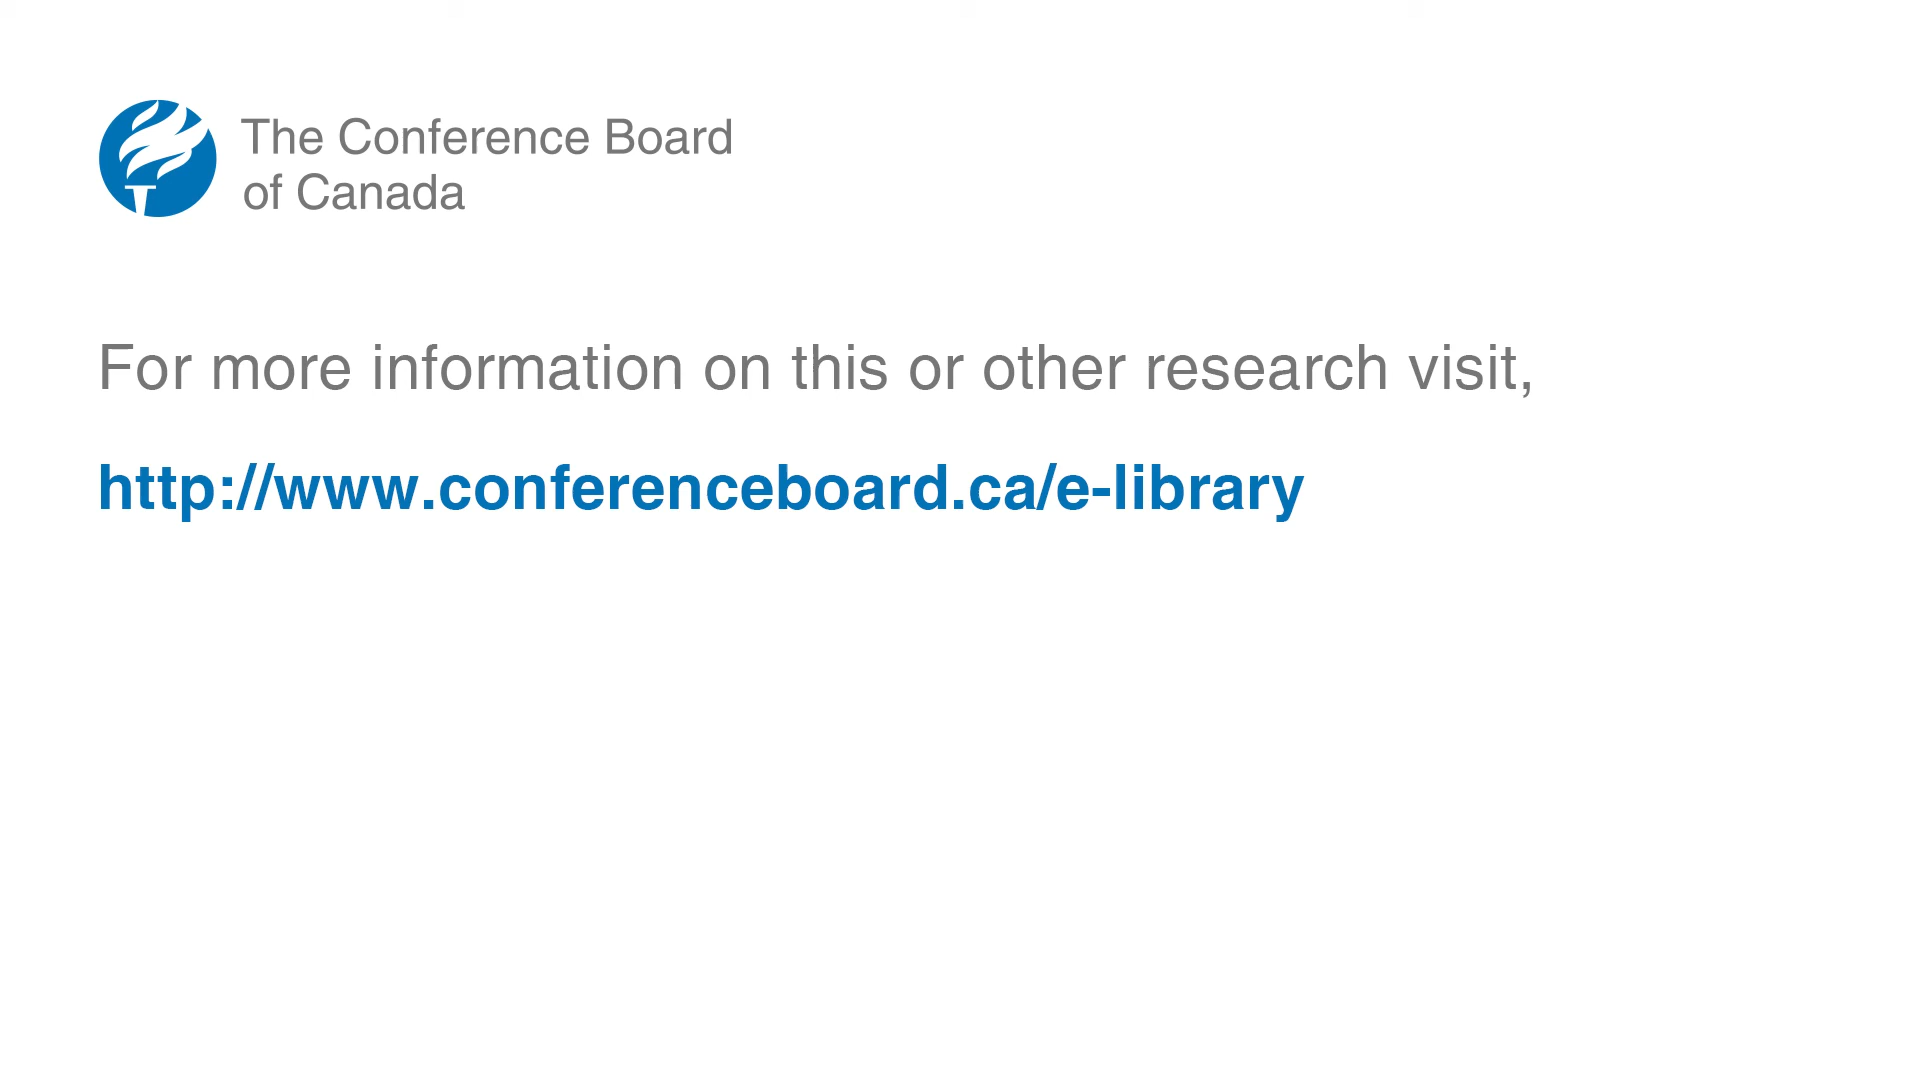 The Conference Board
of Canada
For more information on this or other research visit,
http://www.conferenceboard.ca/e-library